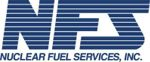 NFS
NUCLEAR FUEL SERVICES, INC.